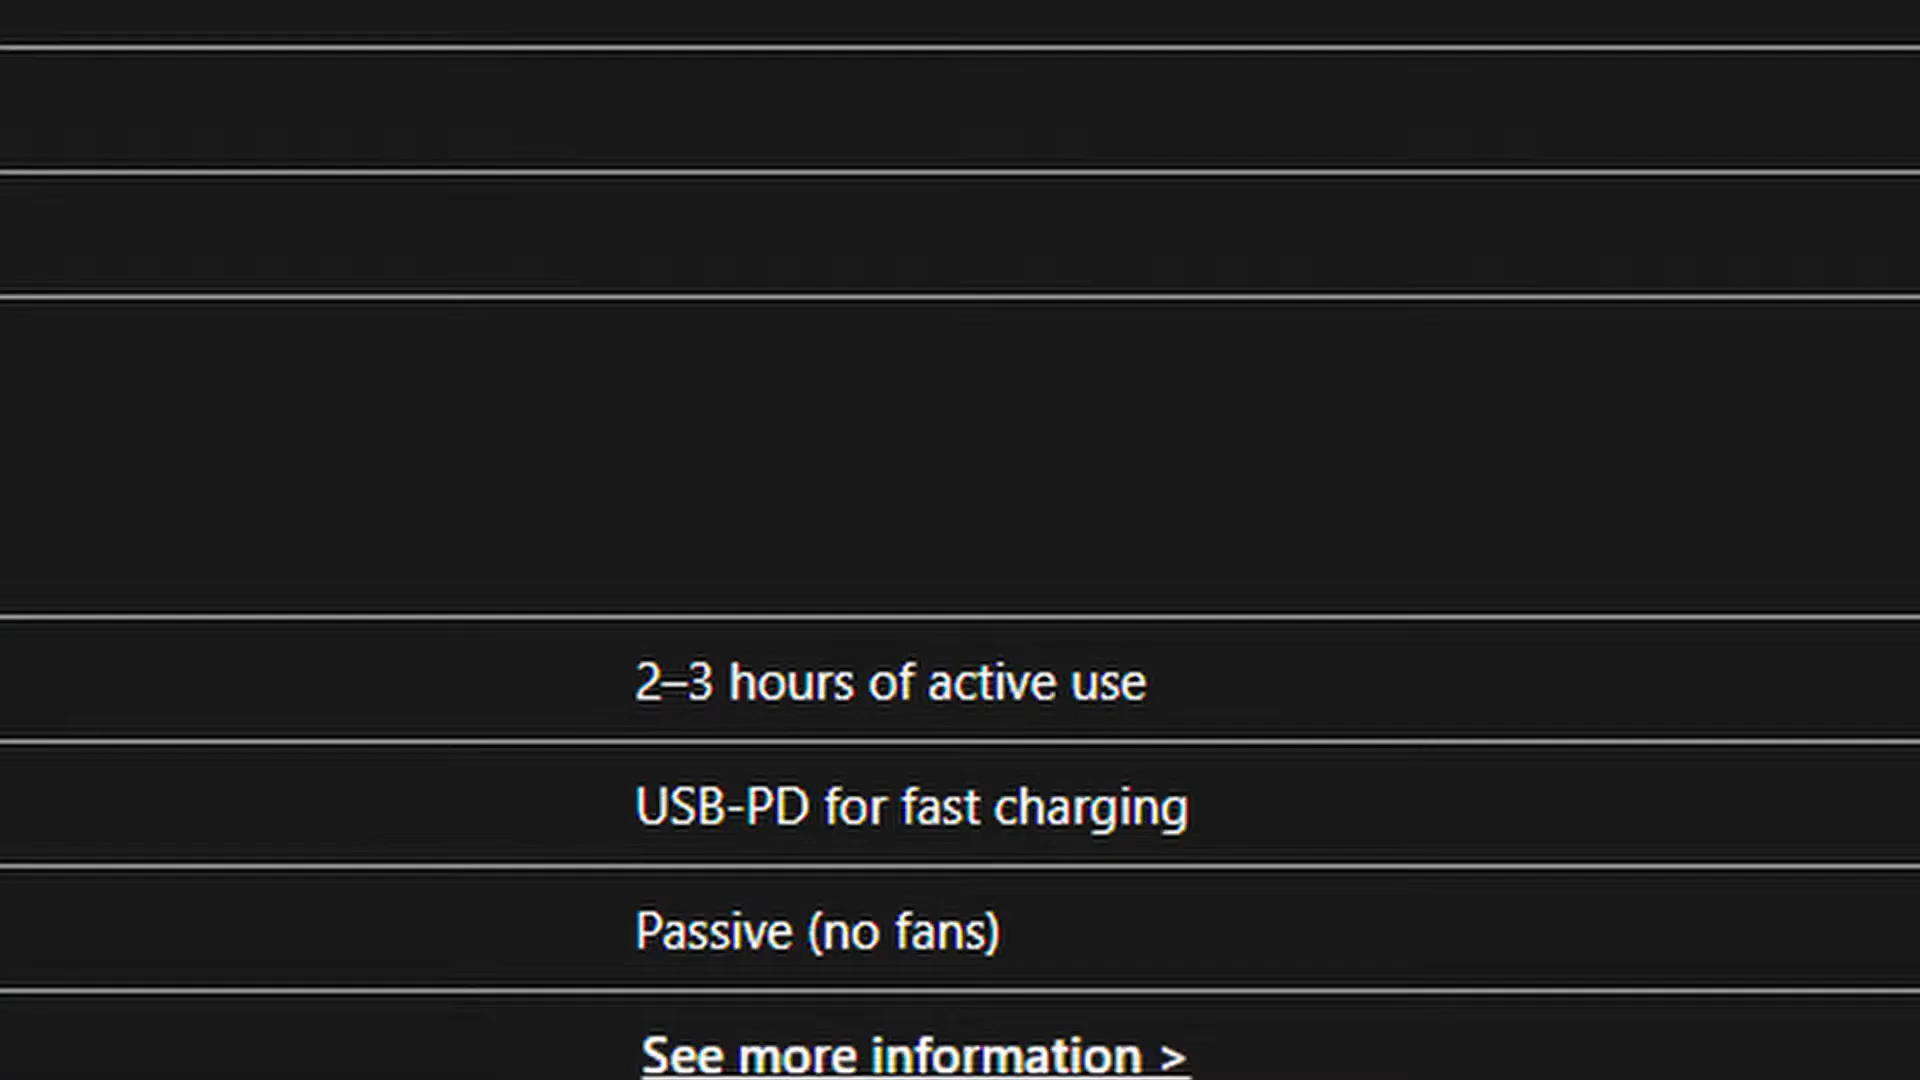 2–3 hours of active use
USB-PD for fast charging
Passive (no fans)
See more information >